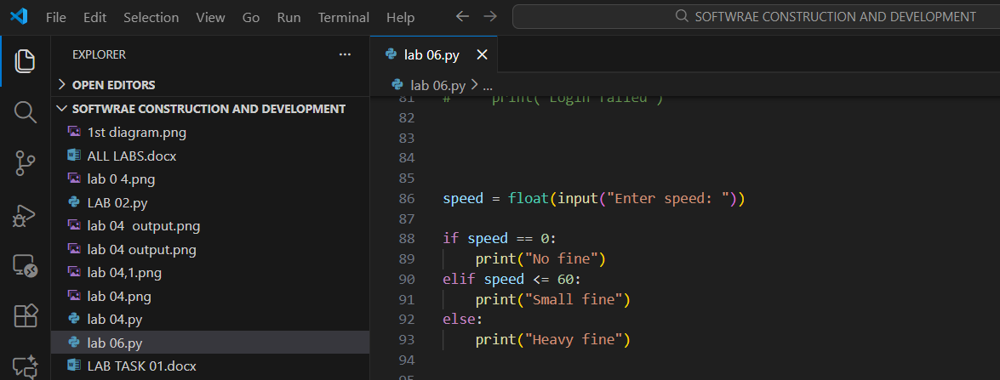 File Edit Selection View Go Run Terminal Help
SOFTWRAE CONSTRUCTION AND DEVELOPMENT
EXPLORER
OPEN EDITORS
SOFTWRAE CONSTRUCTION AND DEVELOPMENT
1st diagram.png
ALL LABS.docx
lab 0 4.png
LAB 02.py
lab 04  output.png
lab 04 output.png
lab 04,1.png
lab 04.png
lab 04.py
lab 06.py
LAB TASK 01.docx
lab 06.py
lab 06.py > ...
81 #     print("Login failed")
82
83
84
85
86 speed = float(input("Enter speed: "))
87
88 if speed == 0:
89     print("No fine")
90 elif speed <= 60:
91     print("Small fine")
92 else:
93     print("Heavy fine")
94